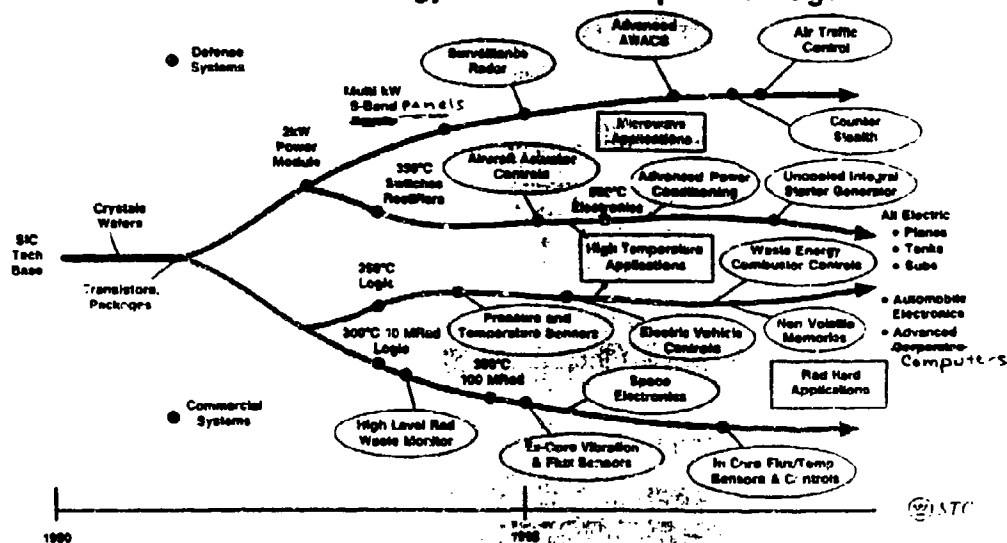 Defense
Systems
Surveillance
Radar
Advanced
AWACS
Air Traffic
Control
Multi kW
S-Band Panels
Counter
Stealth
2kW
Power
Module
Microwave
Applications
350°C
Switches
Rectifiers
Aircraft Actuator
Controls
Electronics
Advanced Power
Conditioning
Uncooled Integral
Starter Generator
Crystals
Wafers
SiC
Tech
Base
Transistors,
Packages
All Electric
• Planes
• Tanks
• Subs
High Temperature
Applications
Waste Energy
Combustor Controls
350°C
Logic
Pressure and
Temperature Sensors
Electric Vehicle
Controls
Non Volatile
Memories
• Automobile
Electronics
• Advanced
Computers
300°C 10 MRad
Logic
100 MRad
Space
Electronics
Rad Hard
Applications
Commercial
Systems
High Level Rad
Waste Monitor
Ex-Core Vibration
& Flux Sensors
In Core Flux/Temp
Sensors & Controls
STC
1990